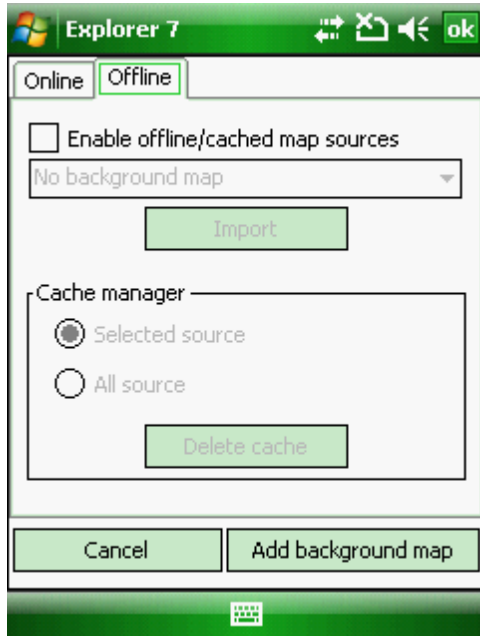 Explorer 7
ok
Online
Offline
Enable offline/cached map sources
No background map
Import
Cache manager
Selected source
All source
Delete cache
Cancel
Add background map